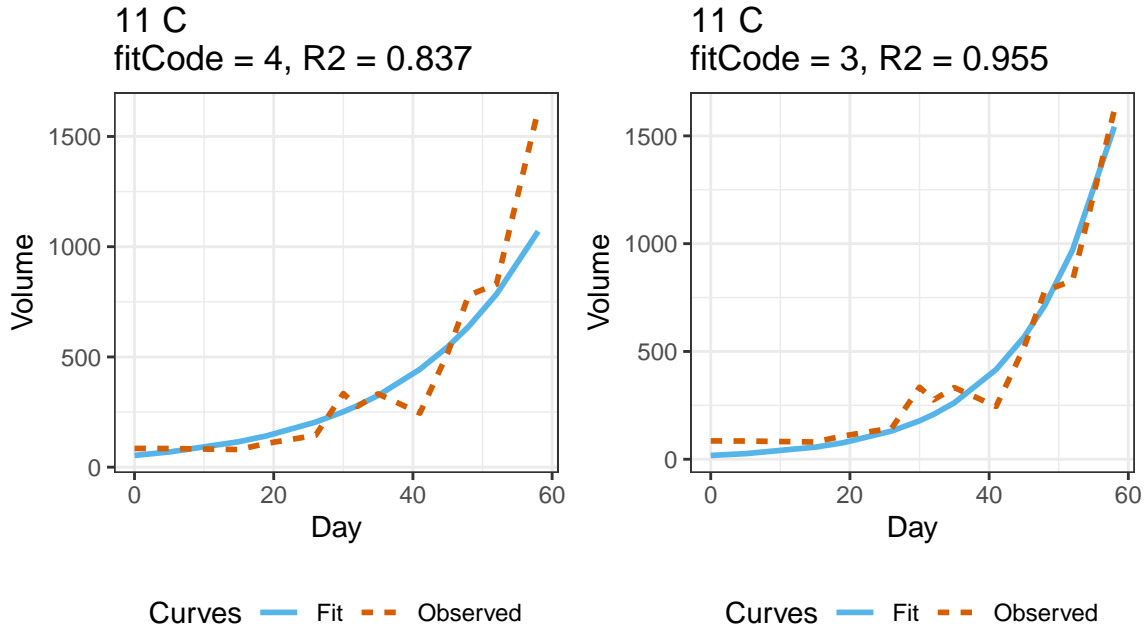 11 C
fitCode = 4, R2 = 0.837
1500
1000
500
0
Volume
0 20 40 60
Day
Curves Fit Observed
11 C
fitCode = 3, R2 = 0.955
1500
1000
500
0
Volume
0 20 40 60
Day
Curves Fit Observed